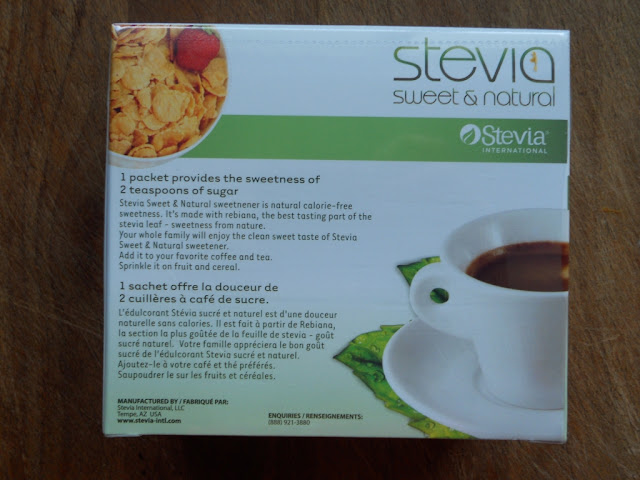 stevia
sweet & natural
Stevia®
INTERNATIONAL
1 packet provides the sweetness of
2 teaspoons of sugar
Stevia Sweet & Natural sweetnener is natural calorie-free
sweetness. It's made with rebiana, the best tasting part of the
stevia leaf - sweetness from nature.
Your whole family will enjoy the clean sweet taste of Stevia
Sweet & Natural sweetener.
Add it to your favorite coffee and tea.
Sprinkle it on fruit and cereal.
1 sachet offre la douceur de
2 cuillères à café de sucre.
L'édulcorant Stévia sucré et naturel est d'une douceur
naturelle sans calories. Il est fait à partir de Rebiana,
la section la plus goûtée de la feuille de stevia - goût
sucré naturel. Votre famille appréciera le bon goût
sucré de l'édulcorant Stevia sucré et naturel.
Ajoutez-le à votre café et thé préférés.
Saupoudrer le sur les fruits et céréales.
MANUFACTURED BY / FABRIQUÉ PAR:
Stevia International, LLC
Tempe, AZ USA
www.stevia-intl.com
ENQUIRIES / RENSEIGNEMENTS:
(888) 921-3880